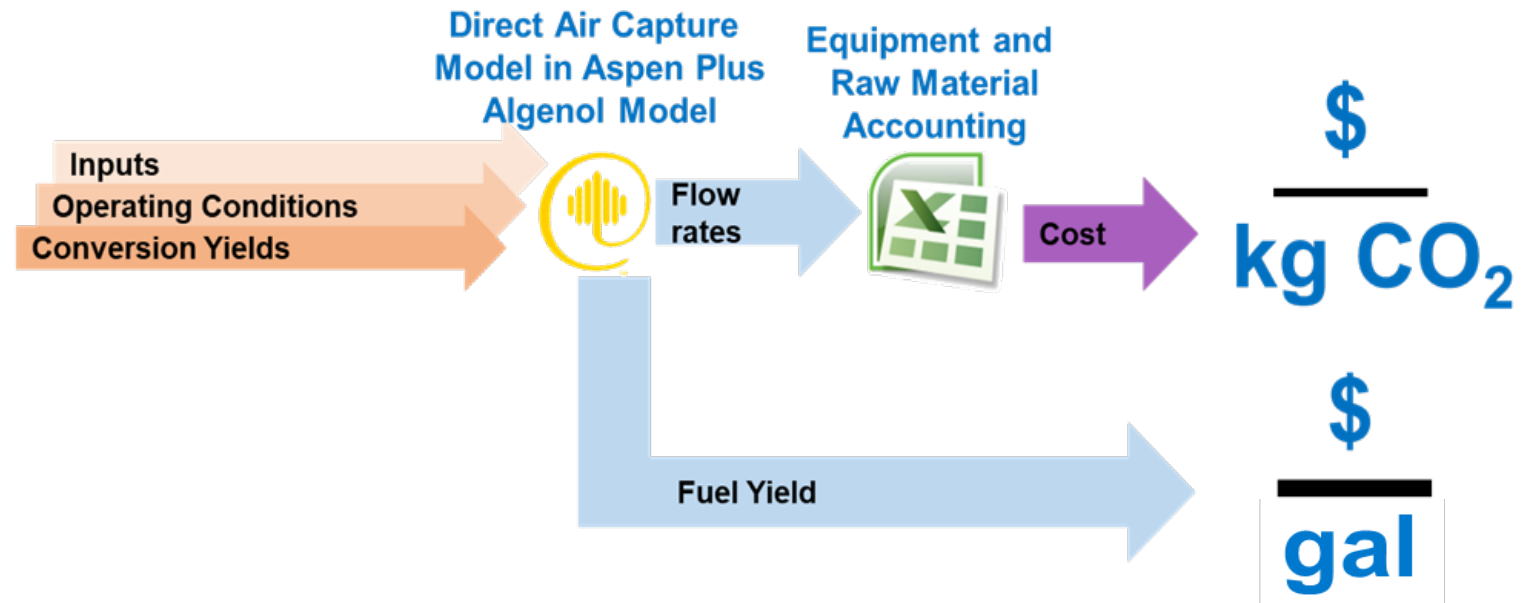 Direct Air Capture
Model in Aspen Plus
Algenol Model
Equipment and
Raw Material
Accounting
Inputs
Operating Conditions
Conversion Yields
Flow
rates
Cost
$
kg CO₂
Fuel Yield
$
gal